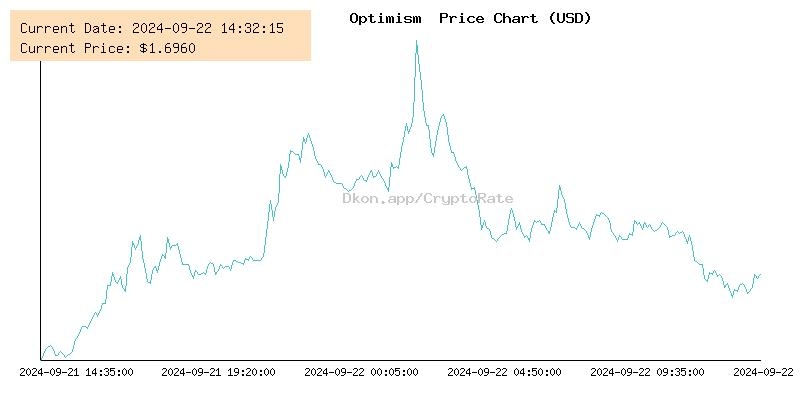 Optimism  Price Chart (USD)
Current Date: 2024-09-22 14:32:15
Current Price: $1.6960
Dkon.app/CryptoRate
2024-09-21 14:35:00 2024-09-21 19:20:00 2024-09-22 00:05:00 2024-09-22 04:50:00 2024-09-22 09:35:00 2024-09-22